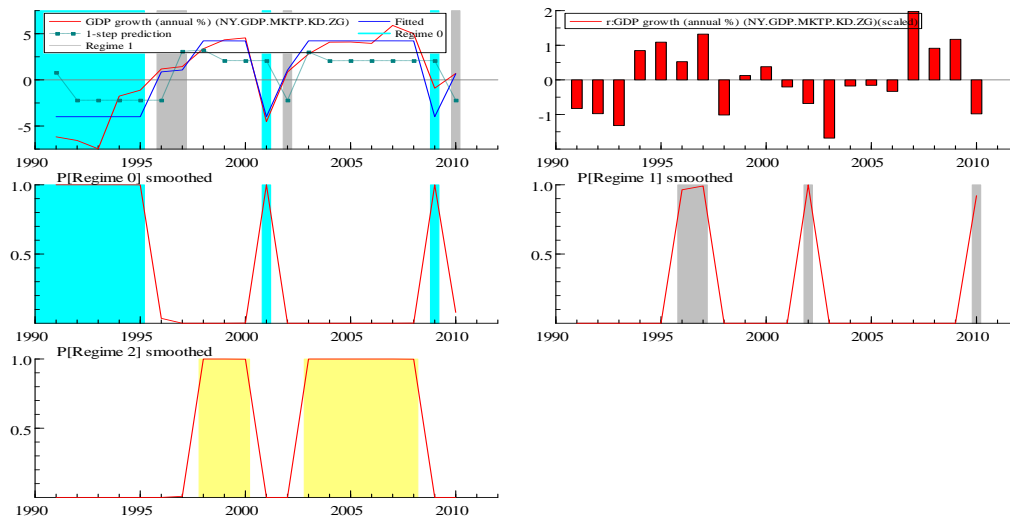 GDP growth (annual %) (NY.GDP.MKTP.KD.ZG) Fitted
1-step prediction Regime 0
Regime 1
5
0
-5
1990 1995 2000 2005 2010
r:GDP growth (annual %) (NY.GDP.MKTP.KD.ZG)(scaled)
2
1
0
-1
1990 1995 2000 2005 2010
P[Regime 0] smoothed
1.0
0.5
1990 1995 2000 2005 2010
P[Regime 1] smoothed
1.0
0.5
1990 1995 2000 2005 2010
P[Regime 2] smoothed
1.0
0.5
1990 1995 2000 2005 2010